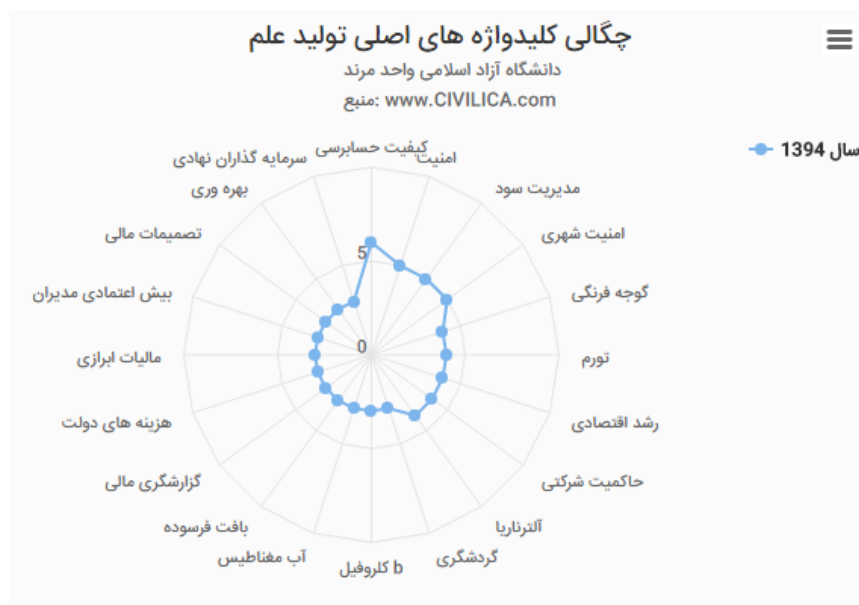 چگالی کلیدواژه های اصلی تولید علم
دانشگاه آزاد اسلامی واحد مرند
منبع: www.CIVILICA.com
سال 1394
کیفیت حسابرسی
امنیت
مدیریت سود
امنیت شهری
گوجه فرنگی
تورم
رشد اقتصادی
حاکمیت شرکتی
آلترناریا
گردشگری
کلروفیل b
آب مغناطیس
بافت فرسوده
گزارشگری مالی
هزینه های دولت
مالیات ابرازی
بیش اعتمادی مدیران
تصمیمات مالی
بهره وری
سرمایه گذاران نهادی
5
0